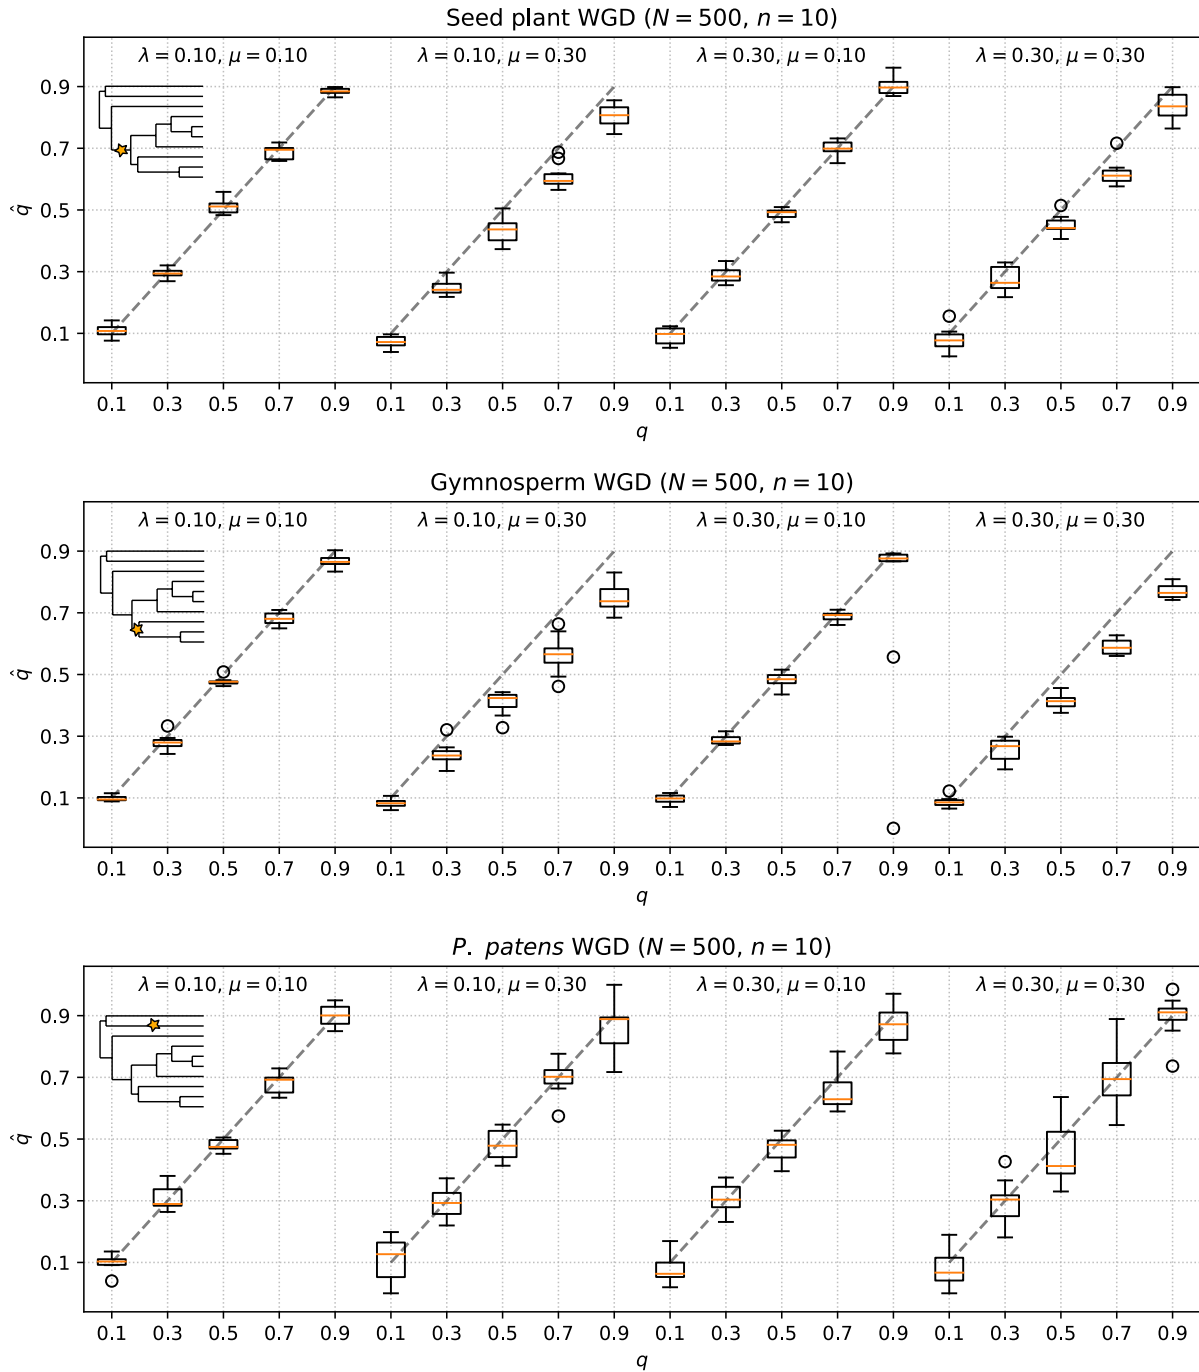 Seed plant WGD (N = 500, n = 10)
λ = 0.10, μ = 0.10 λ = 0.10, μ = 0.30 λ = 0.30, μ = 0.10 λ = 0.30, μ = 0.30
0.9
0.7
0.5
0.3
0.1
q̂
0.1 0.3 0.5 0.7 0.9 0.1 0.3 0.5 0.7 0.9 0.1 0.3 0.5 0.7 0.9 0.1 0.3 0.5 0.7 0.9
q
Gymnosperm WGD (N = 500, n = 10)
λ = 0.10, μ = 0.10 λ = 0.10, μ = 0.30 λ = 0.30, μ = 0.10 λ = 0.30, μ = 0.30
0.9
0.7
0.5
0.3
0.1
q̂
0.1 0.3 0.5 0.7 0.9 0.1 0.3 0.5 0.7 0.9 0.1 0.3 0.5 0.7 0.9 0.1 0.3 0.5 0.7 0.9
q
P. patens WGD (N = 500, n = 10)
λ = 0.10, μ = 0.10 λ = 0.10, μ = 0.30 λ = 0.30, μ = 0.10 λ = 0.30, μ = 0.30
0.9
0.7
0.5
0.3
0.1
q̂
0.1 0.3 0.5 0.7 0.9 0.1 0.3 0.5 0.7 0.9 0.1 0.3 0.5 0.7 0.9 0.1 0.3 0.5 0.7 0.9
q